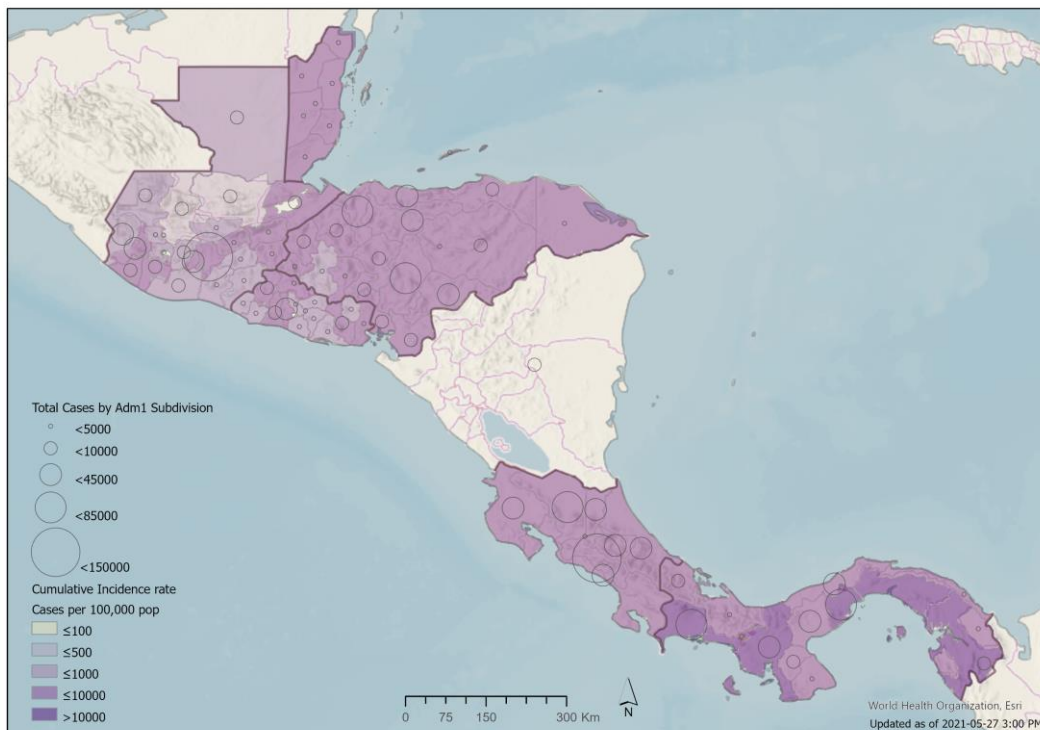 Total Cases by Adm1 Subdivision
<5000
<10000
<45000
<85000
<150000
Cumulative Incidence rate
Cases per 100,000 pop
≤100
≤500
≤1000
≤10000
>10000
0 75 150 300 Km
N
World Health Organization, Esri
Updated as of 2021-05-27 3:00 PM